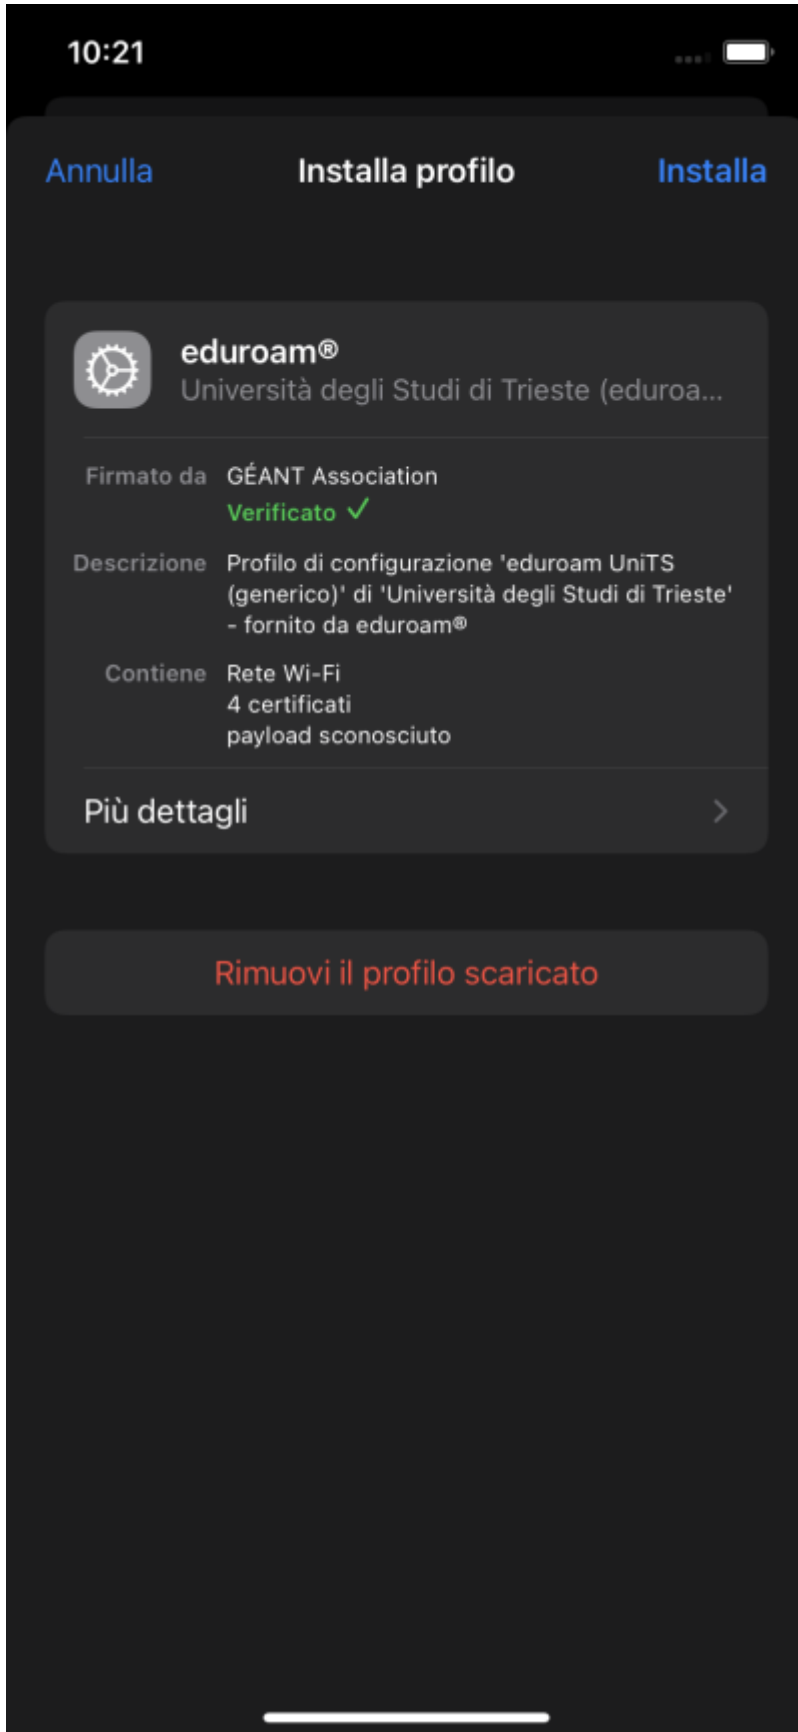 10:21
Annulla Installa profilo Installa
eduroam®
Università degli Studi di Trieste (eduroa...
Firmato da GÉANT Association
Verificato ✓
Descrizione Profilo di configurazione 'eduroam UniTS
(generico)' di 'Università degli Studi di Trieste'
- fornito da eduroam®
Contiene Rete Wi-Fi
4 certificati
payload sconosciuto
Più dettagli
Rimuovi il profilo scaricato